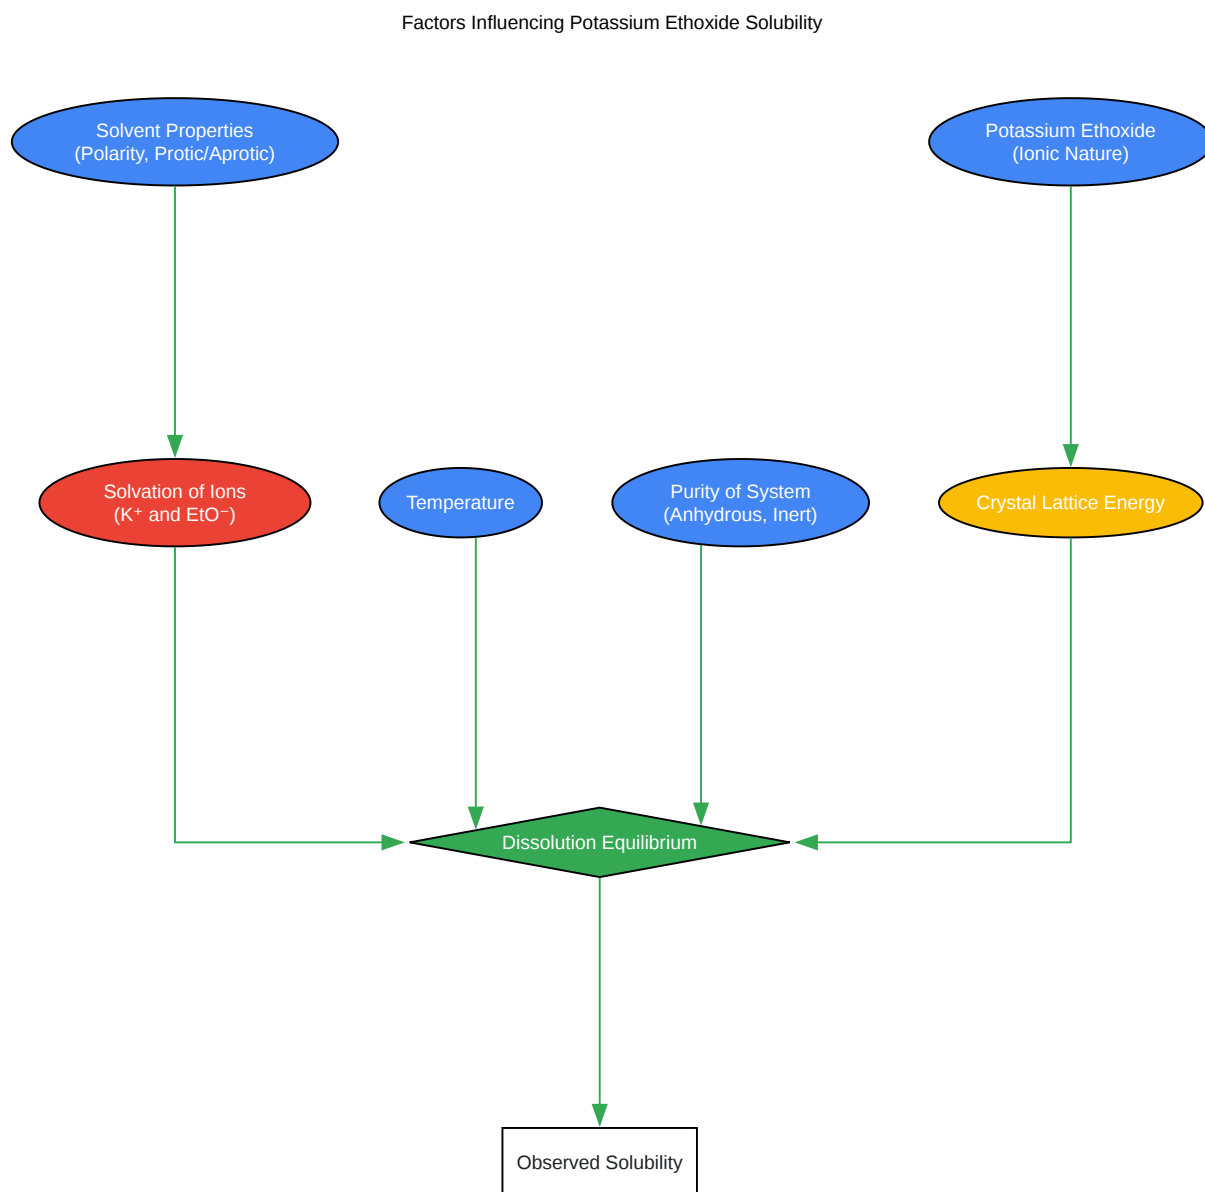 Factors Influencing Potassium Ethoxide Solubility
Solvent Properties
(Polarity, Protic/Aprotic)
Potassium Ethoxide
(Ionic Nature)
Solvation of Ions
(K⁺ and EtO⁻)
Temperature
Purity of System
(Anhydrous, Inert)
Crystal Lattice Energy
Dissolution Equilibrium
Observed Solubility